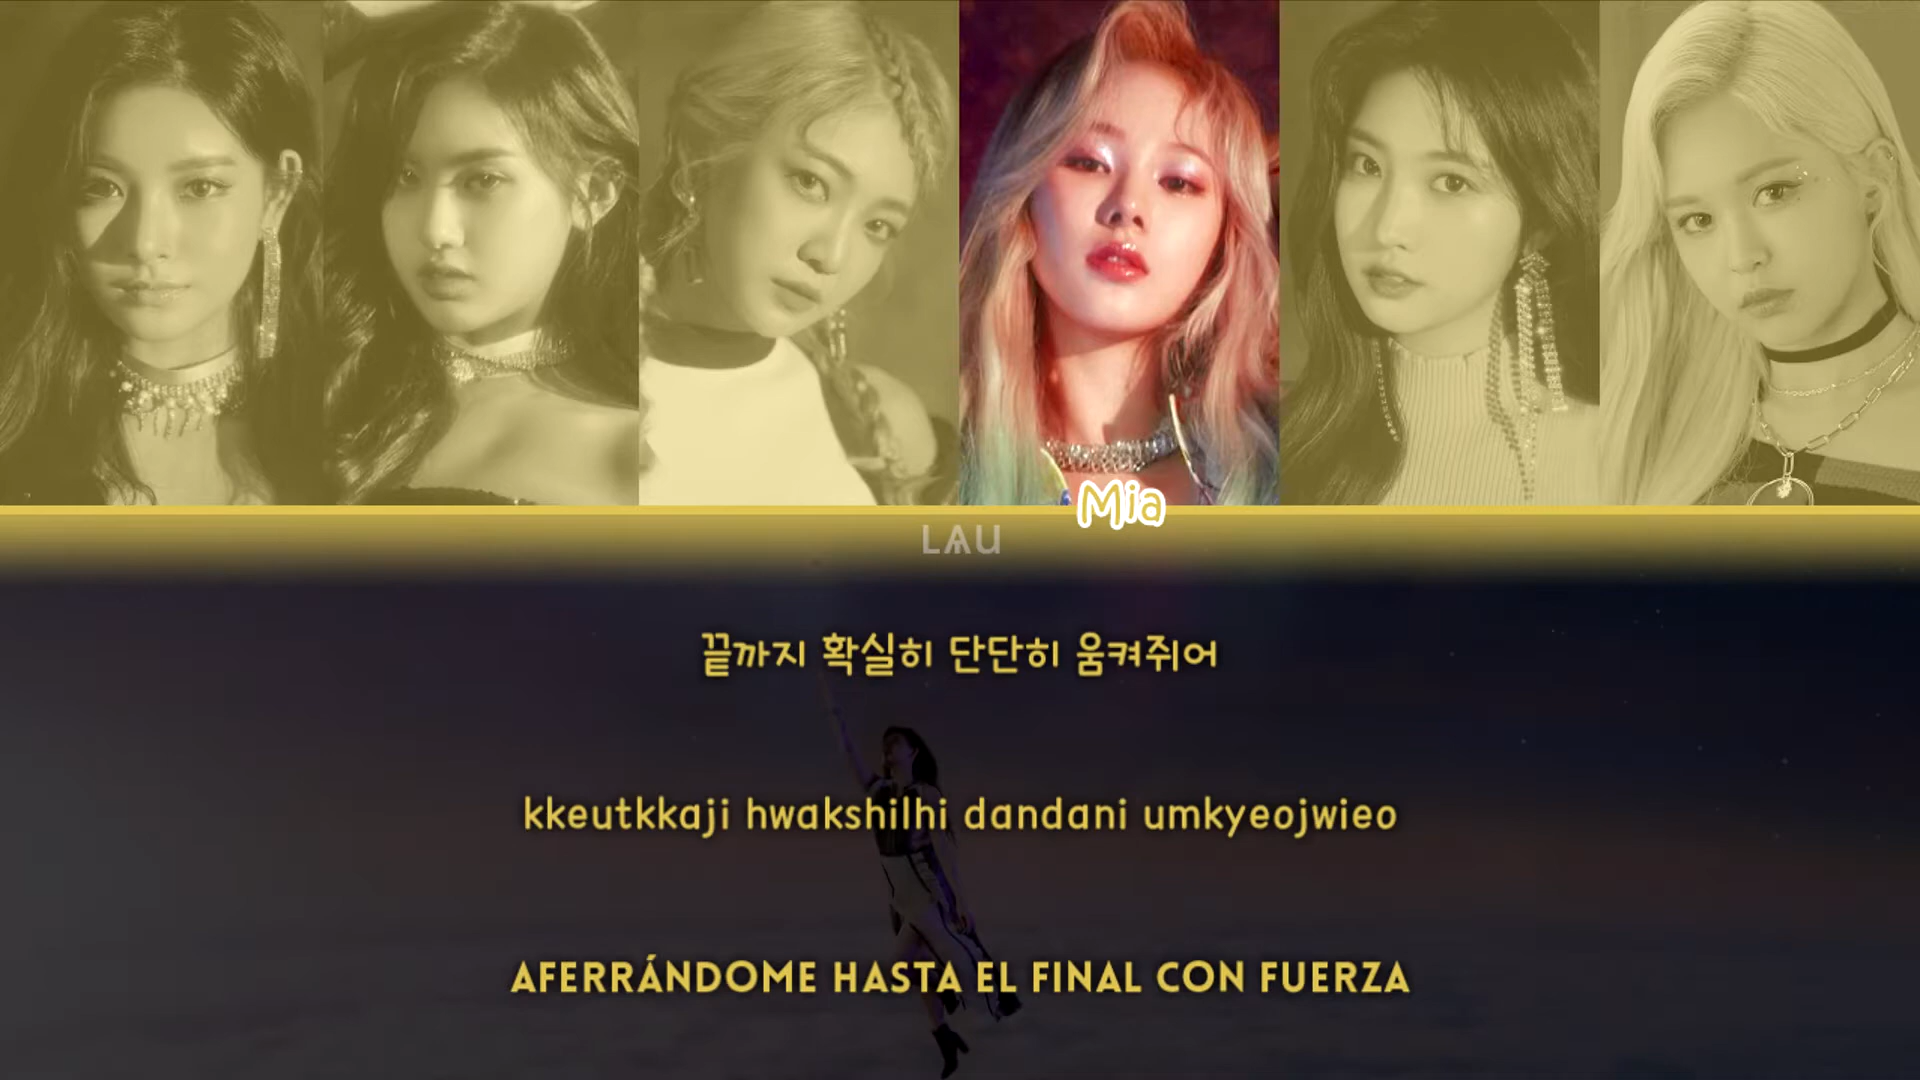 Mia
LAU
끝까지 확실히 단단히 움켜쥐어
kkeutkkaji hwakshilhi dandani umkyeojwieo
AFERRÁNDOME HASTA EL FINAL CON FUERZA